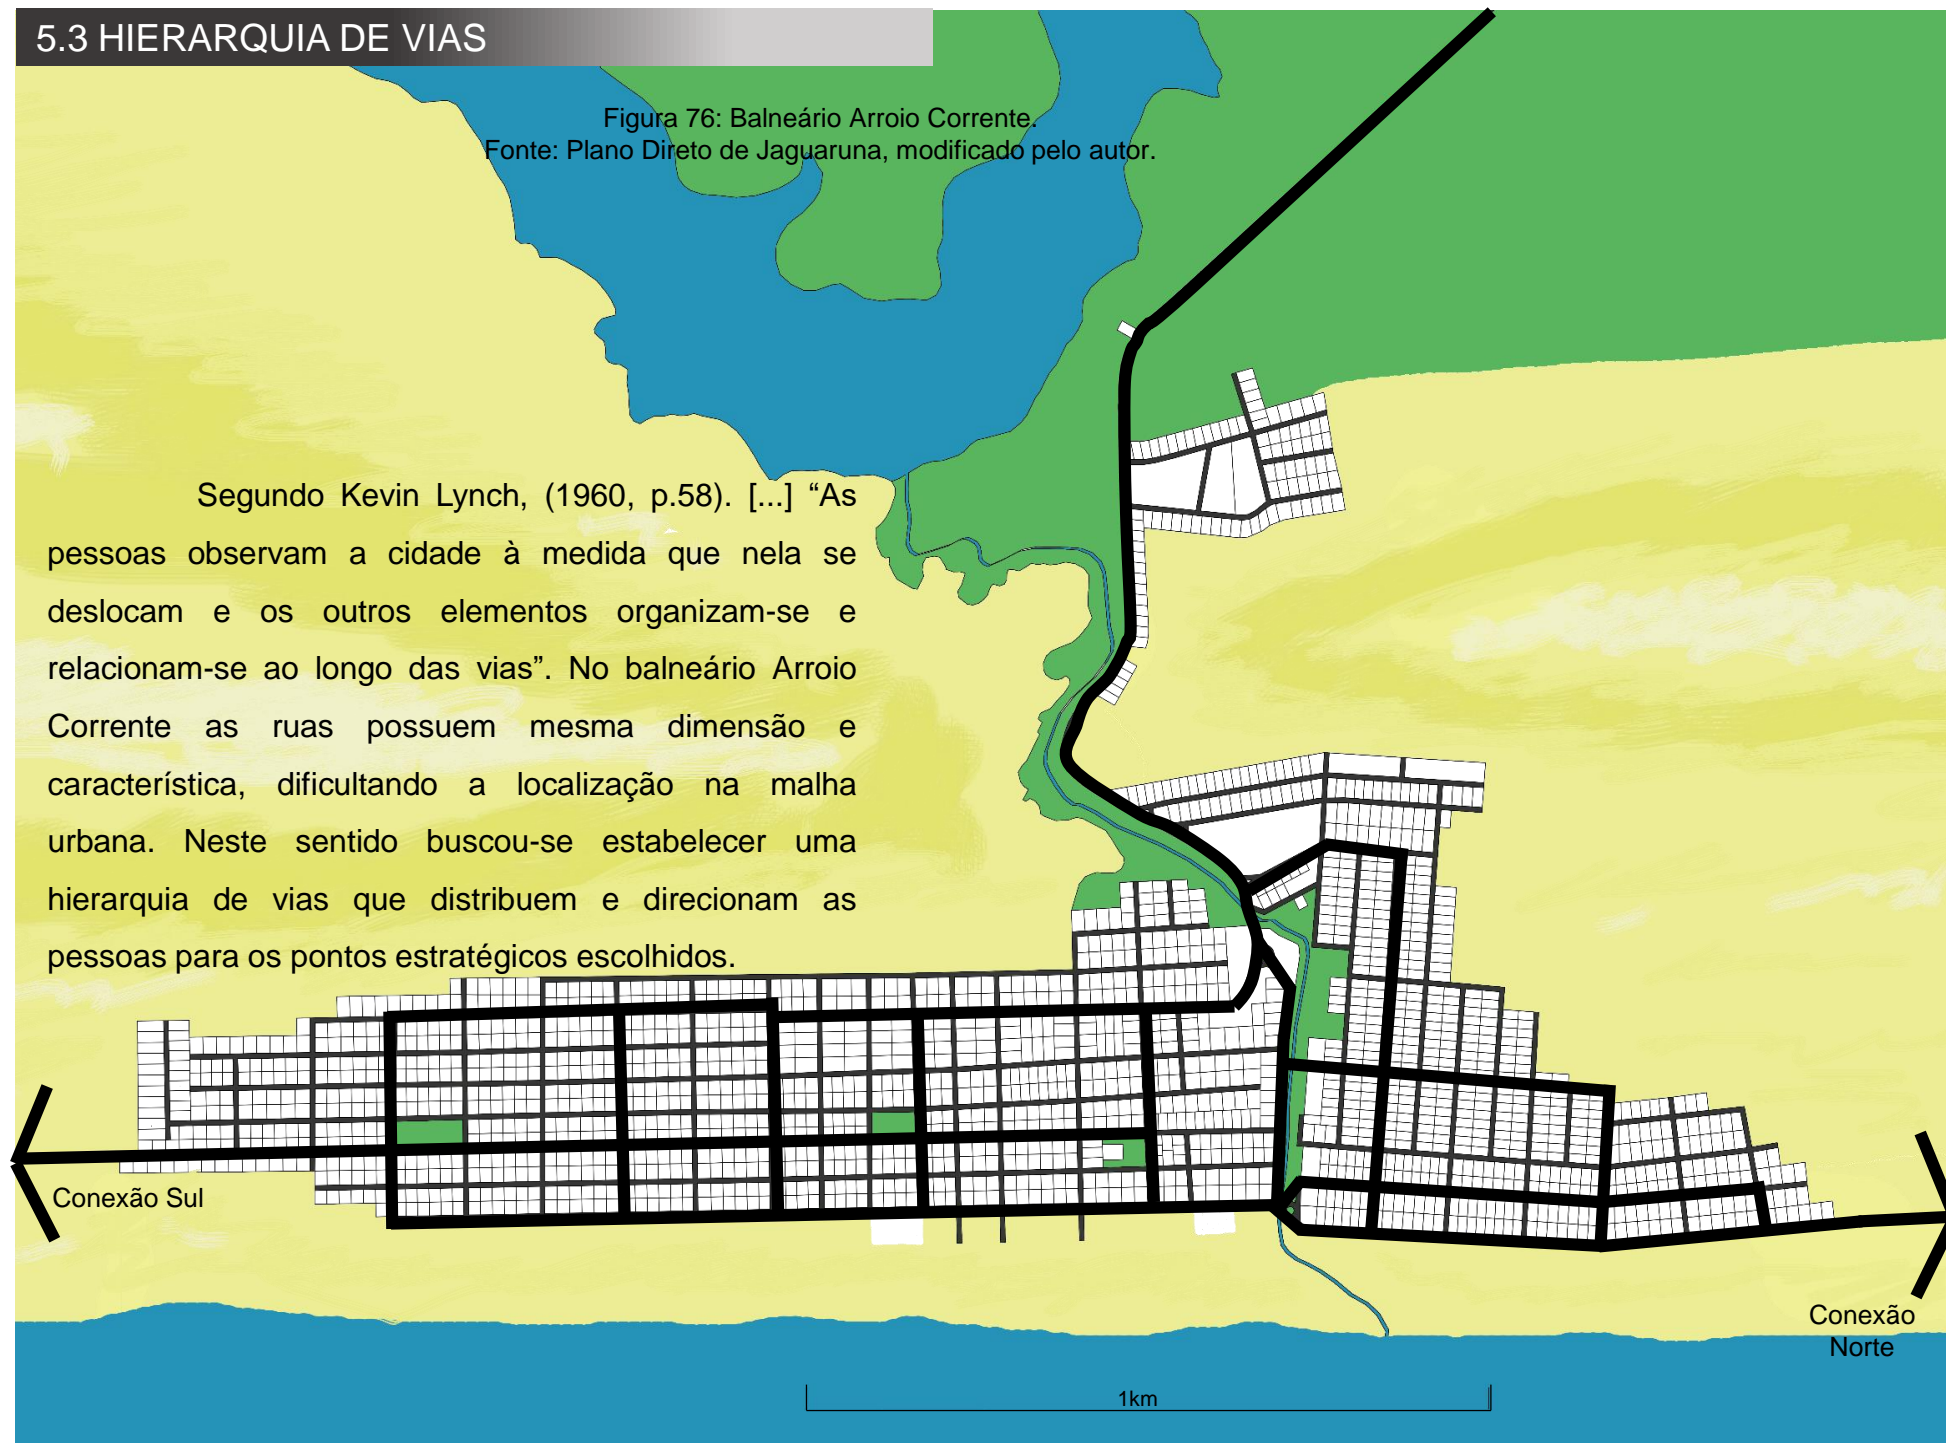 5.3 HIERARQUIA DE VIAS
Figura 76: Balneário Arroio Corrente.
Fonte: Plano Direto de Jaguaruna, modificado pelo autor.
Segundo Kevin Lynch, (1960, p.58). [...] “As
pessoas observam a cidade à medida que nela se
deslocam e os outros elementos organizam-se e
relacionam-se ao longo das vias”. No balneário Arroio
Corrente as ruas possuem mesma dimensão e
característica, dificultando a localização na malha
urbana. Neste sentido buscou-se estabelecer uma
hierarquia de vias que distribuem e direcionam as
pessoas para os pontos estratégicos escolhidos.
Conexão Sul
Conexão
Norte
1km